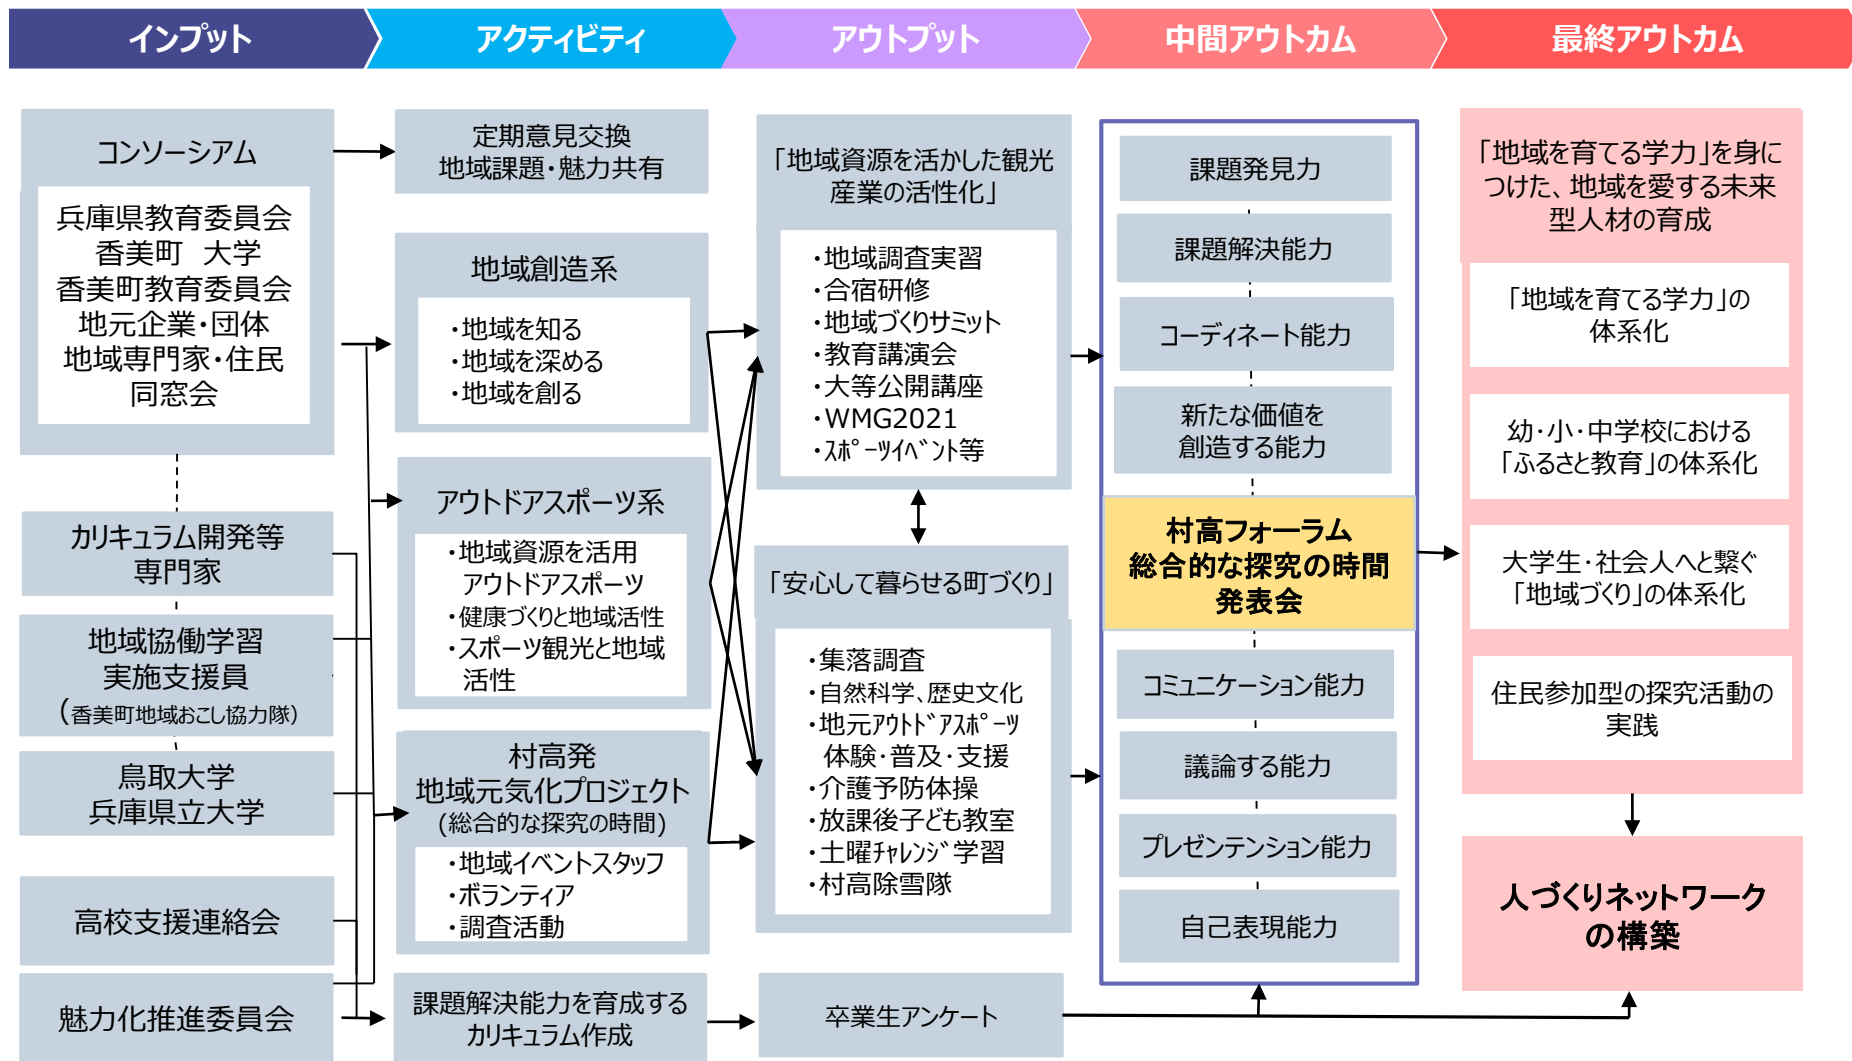 インプット
アクティビティ
アウトプット
中間アウトカム
最終アウトカム
コンソーシアム
兵庫県教育委員会
香美町　大学
香美町教育委員会
地元企業・団体
地域専門家・住民
同窓会
カリキュラム開発等
専門家
地域協働学習
実施支援員
（香美町地域おこし協力隊）
鳥取大学
兵庫県立大学
高校支援連絡会
魅力化推進委員会
定期意見交換
地域課題・魅力共有
地域創造系
・地域を知る
・地域を深める
・地域を創る
アウトドアスポーツ系
・地域資源を活用
アウトドアスポーツ
・健康づくりと地域活性
・スポーツ観光と地域
活性
村高発
地域元気化プロジェクト
(総合的な探究の時間)
・地域イベントスタッフ
・ボランティア
・調査活動
課題解決能力を育成する
カリキュラム作成
「地域資源を活かした観光
産業の活性化」
・地域調査実習
・合宿研修
・地域づくりサミット
・教育講演会
・大等公開講座
・WMG2021
・ｽﾎﾟｰﾂｲﾍﾞﾝﾄ等
「安心して暮らせる町づくり」
・集落調査
・自然科学、歴史文化
・地元ｱｳﾄﾄﾞｱｽﾎﾟｰﾂ
体験・普及・支援
・介護予防体操
・放課後子ども教室
・土曜ﾁｬﾚﾝｼﾞ学習
・村高除雪隊
卒業生アンケート
課題発見力
課題解決能力
コーディネート能力
新たな価値を
創造する能力
村高フォーラム
総合的な探究の時間
発表会
コミュニケーション能力
議論する能力
プレゼンテンション能力
自己表現能力
「地域を育てる学力」を身に
つけた、地域を愛する未来
型人材の育成
「地域を育てる学力」の
体系化
幼・小・中学校における
「ふるさと教育」の体系化
大学生・社会人へと繋ぐ
「地域づくり」の体系化
住民参加型の探究活動の
実践
人づくりネットワーク
の構築